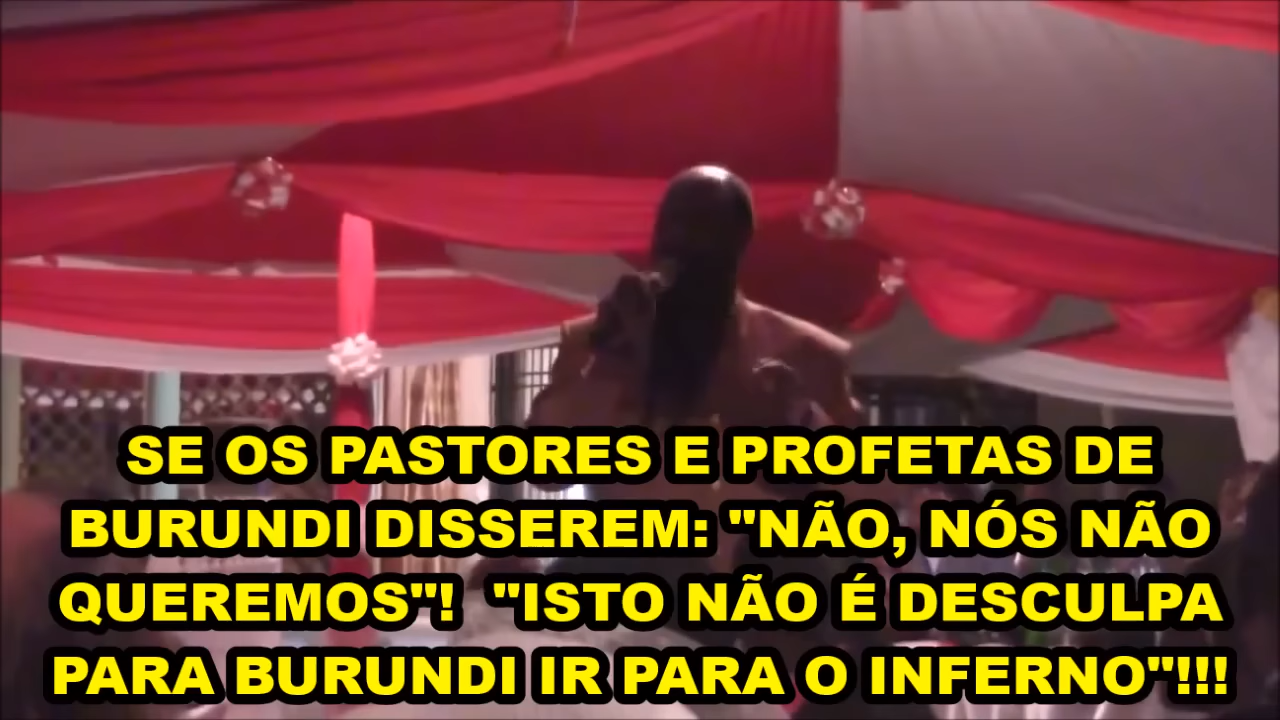 SE OS PASTORES E PROFETAS DE
BURUNDI DISSEREM: "NÃO, NÓS NÃO
QUEREMOS"!  "ISTO NÃO É DESCULPA
PARA BURUNDI IR PARA O INFERNO"!!!